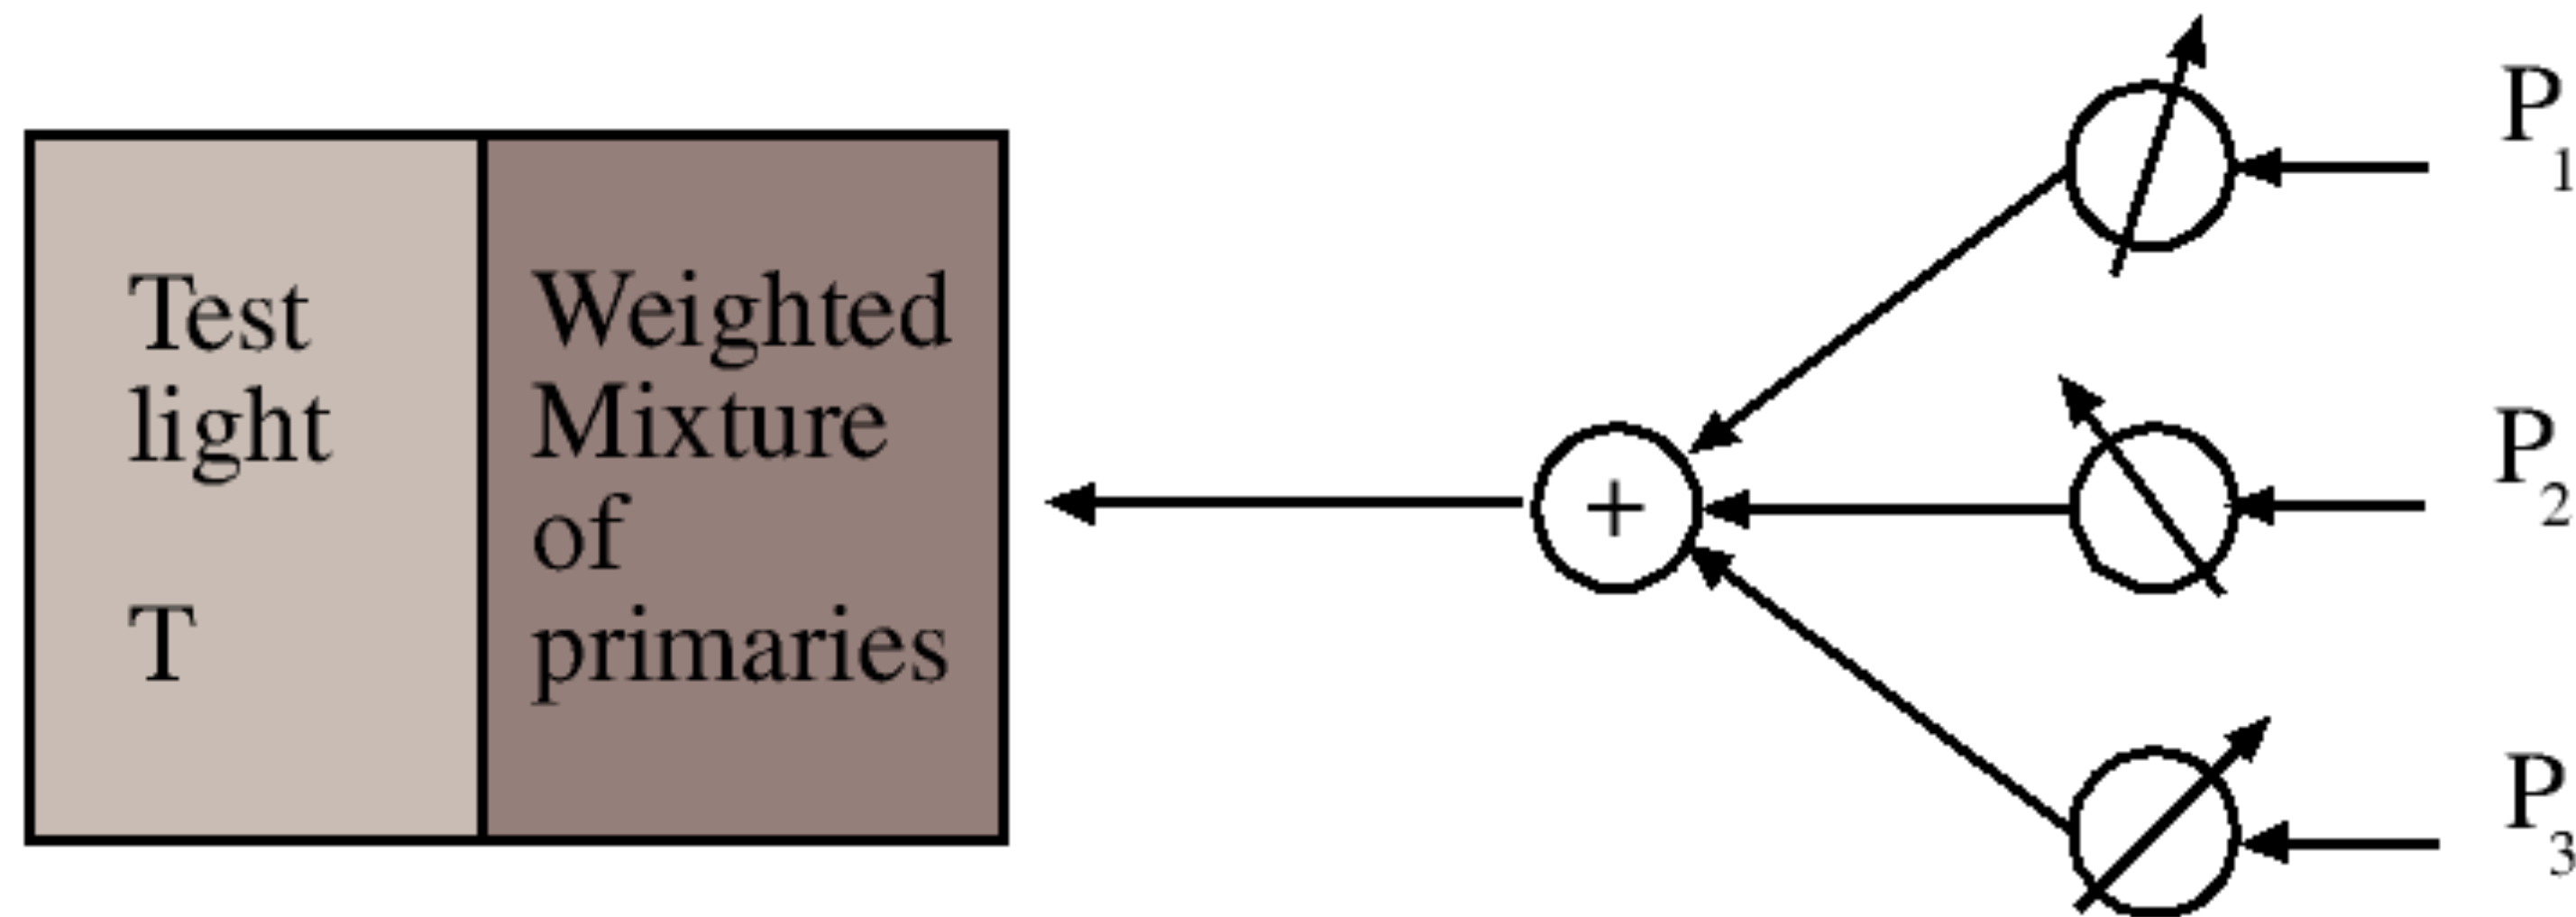 Test
light
T
Weighted
Mixture
of
primaries
+
P1
P2
P3